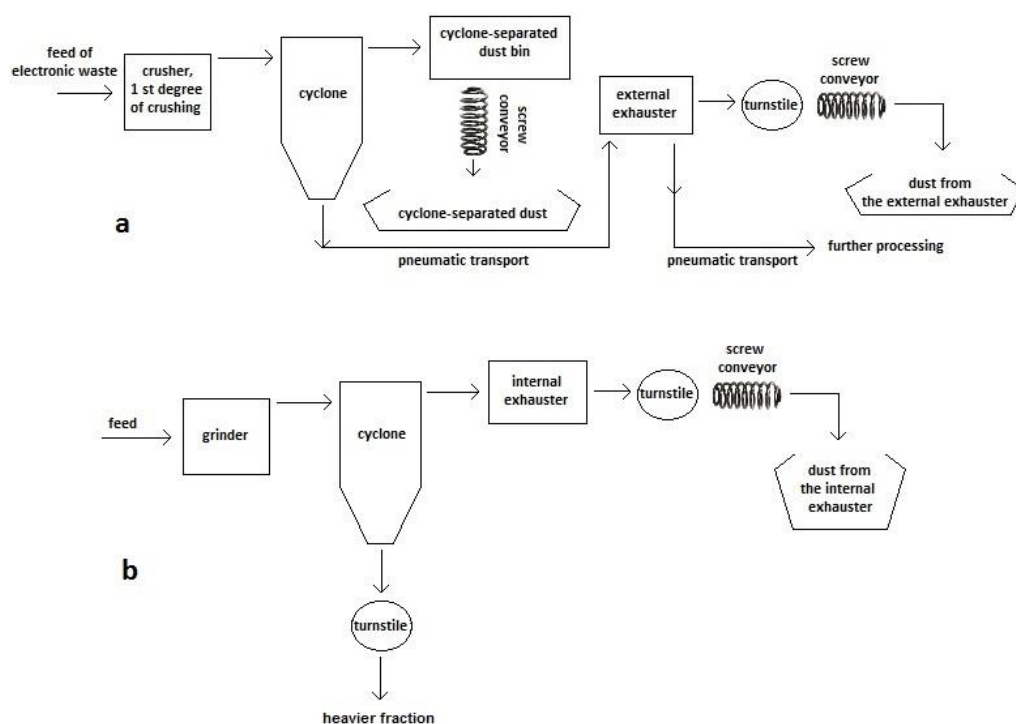 feed of
electronic waste
crusher,
1 st degree
of crushing
cyclone
cyclone-separated
dust bin
screw
conveyor
cyclone-separated dust
external
exhauster
turnstile
screw
conveyor
dust from
the external exhauster
a
pneumatic transport
pneumatic transport
further processing
feed
grinder
cyclone
internal
exhauster
turnstile
screw
conveyor
dust from
the internal
exhauster
b
turnstile
heavier fraction